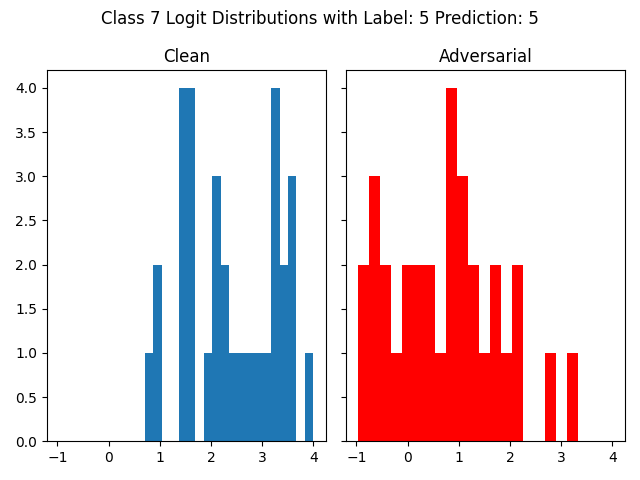 Class 7 Logit Distributions with Label: 5 Prediction: 5
Clean
Adversarial
4.0
3.5
3.0
2.5
2.0
1.5
1.0
0.5
0.0
−1 0 1 2 3 4
−1 0 1 2 3 4